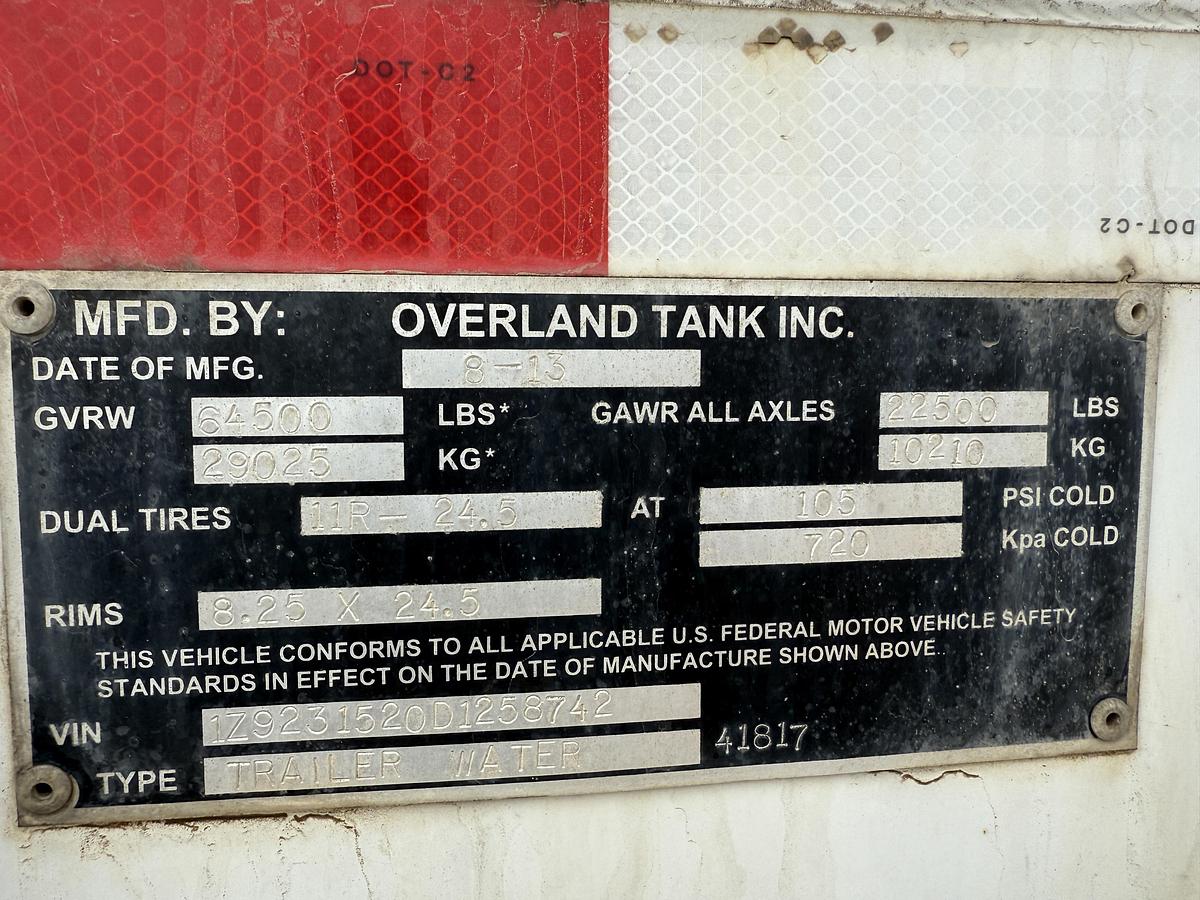 DOT-C2
DOT-C2
MFD. BY: OVERLAND TANK INC.
DATE OF MFG. 8-13
GVRW 64500 LBS* GAWR ALL AXLES 22500 LBS
29025 KG* 10210 KG
DUAL TIRES 11R- 24.5 AT 105 PSI COLD
720 Kpa COLD
RIMS 8.25 X 24.5
THIS VEHICLE CONFORMS TO ALL APPLICABLE U.S. FEDERAL MOTOR VEHICLE SAFETY
STANDARDS IN EFFECT ON THE DATE OF MANUFACTURE SHOWN ABOVE.
VIN 1Z9231520D1258742
TYPE TRAILER WATER 41817